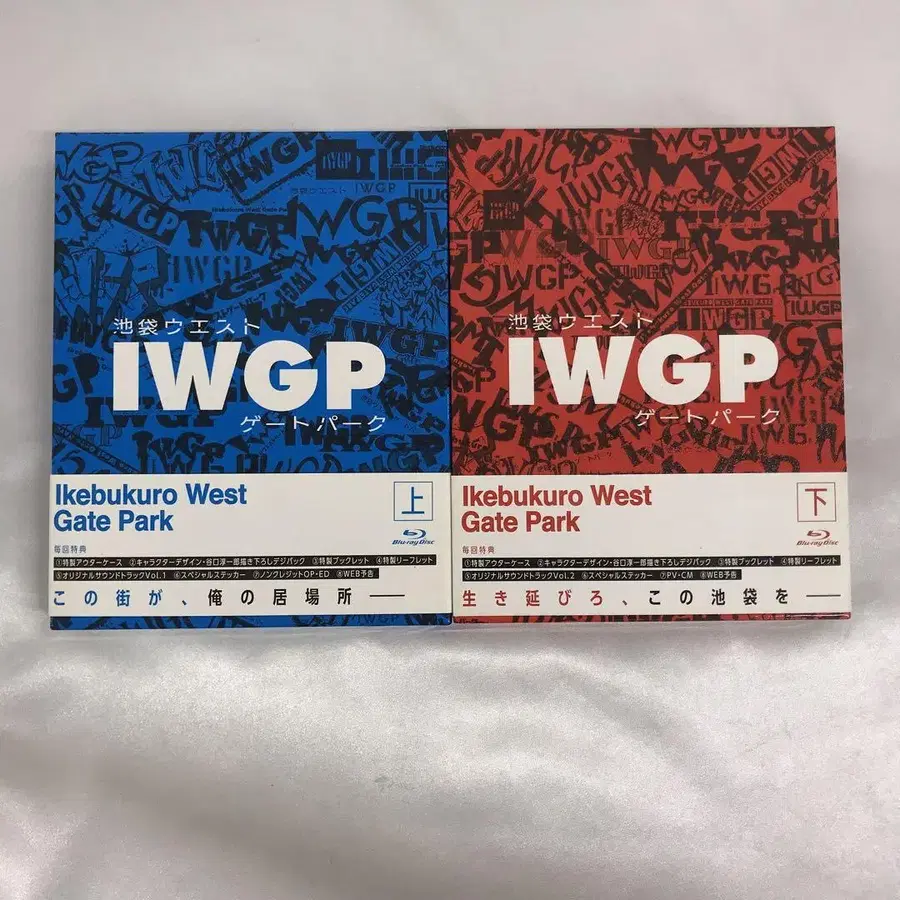 池袋ウエスト
IWGP
ゲートパーク
Ikebukuro West
Gate Park
上
Blu-ray Disc
毎回特典
①特製アウターケース ②キャラクターデザイン・谷口淳一郎描き下ろしデジパック ③特製ブックレット ④特製リーフレット
⑤オリジナルサウンドトラックVol.1 ⑥スペシャルステッカー ⑦ノンクレジットOP・ED ⑧WEB予告
この街が、俺の居場所――
池袋ウエスト
IWGP
ゲートパーク
Ikebukuro West
Gate Park
下
Blu-ray Disc
毎回特典
①特製アウターケース ②キャラクターデザイン・谷口淳一郎描き下ろしデジパック ③特製ブックレット ④特製リーフレット
⑤オリジナルサウンドトラックVol.2 ⑥スペシャルステッカー ⑦PV・CM ⑧WEB予告
生き延びろ、この池袋を――